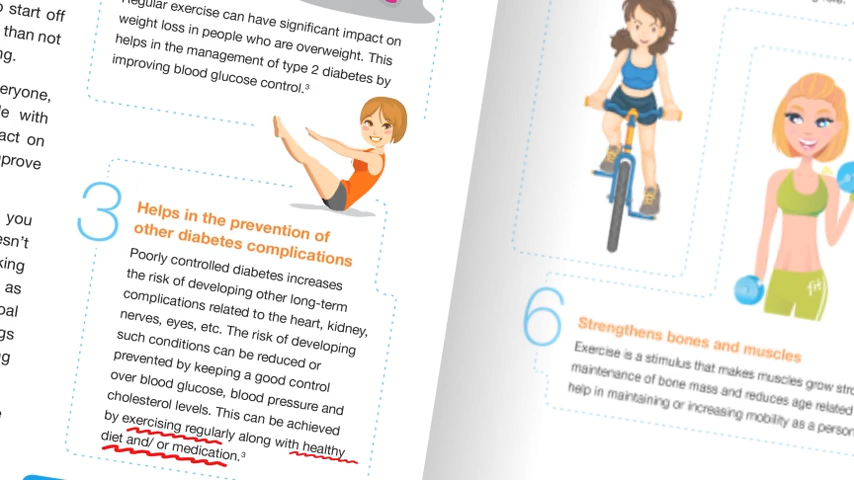 start off
than not
ng.
eryone,
le with
act on
prove
you
esn't
king
as
oal
gs
ng
e
Regular exercise can have significant impact on
weight loss in people who are overweight. This
helps in the management of type 2 diabetes by
improving blood glucose control.³
3
Helps in the prevention of
other diabetes complications
Poorly controlled diabetes increases
the risk of developing other long-term
complications related to the heart, kidney,
nerves, eyes, etc. The risk of developing
such conditions can be reduced or
prevented by keeping a good control
over blood glucose, blood pressure and
cholesterol levels. This can be achieved
by exercising regularly along with healthy
diet and/ or medication.³
fit
6
Strengthens bones and muscles
Exercise is a stimulus that makes muscles grow stro
maintenance of bone mass and reduces age related
help in maintaining or increasing mobility as a person